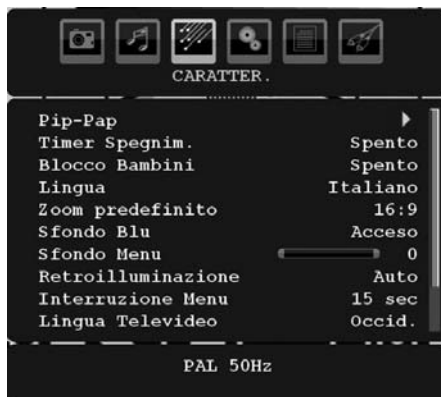 CARATTER.
Pip-Pap
Timer Spegnim. Spento
Blocco Bambini Spento
Lingua Italiano
Zoom predefinito 16:9
Sfondo Blu Acceso
Sfondo Menu 0
Retroilluminazione Auto
Interruzione Menu 15 sec
Lingua Televideo Occid.
PAL 50Hz